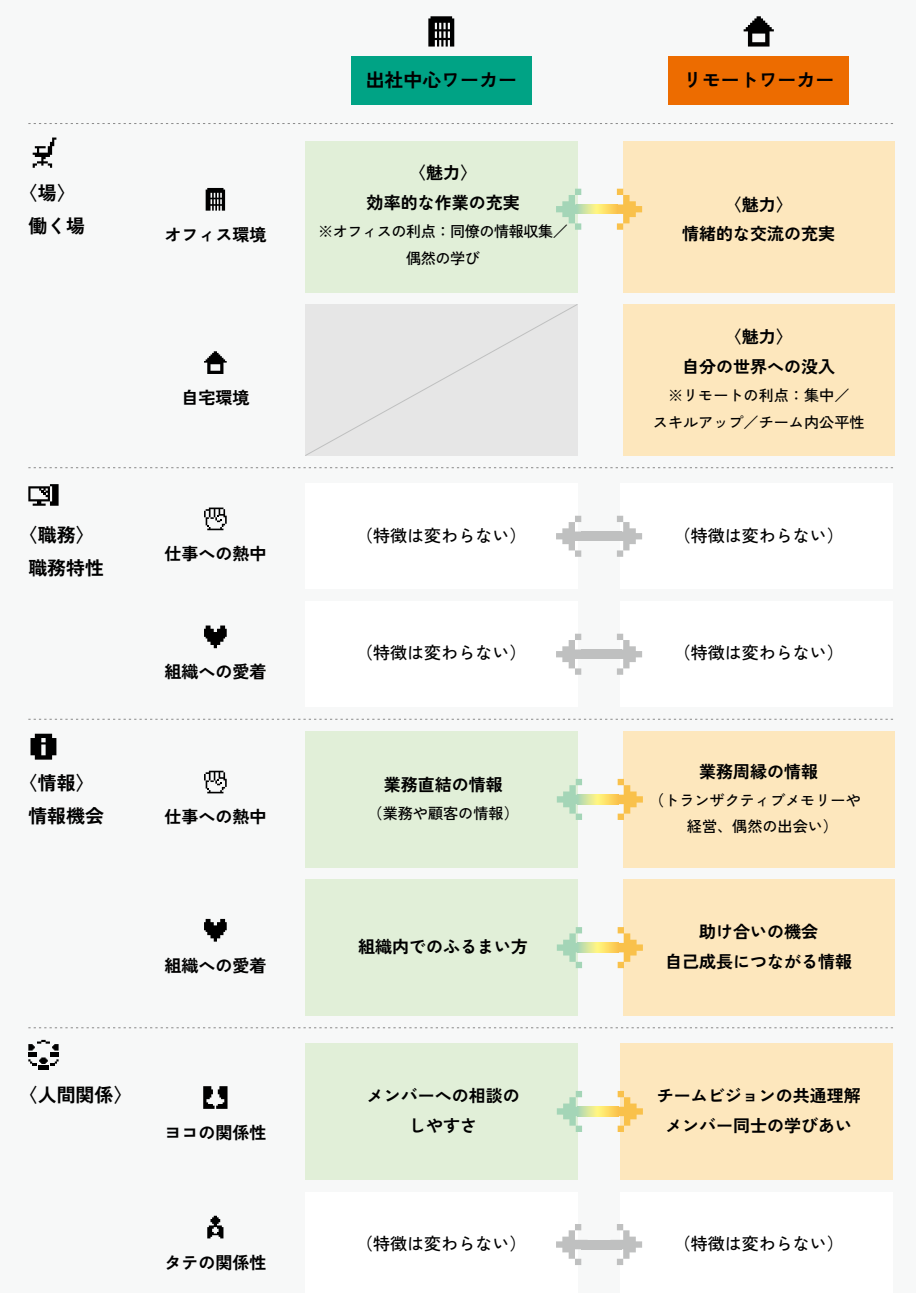 出社中心ワーカー
リモートワーカー
〈場〉
働く場
オフィス環境
〈魅力〉
効率的な作業の充実
※オフィスの利点：同僚の情報収集／
偶然の学び
〈魅力〉
情緒的な交流の充実
自宅環境
〈魅力〉
自分の世界への没入
※リモートの利点：集中／
スキルアップ／チーム内公平性
〈職務〉
職務特性
仕事への熱中
（特徴は変わらない）
（特徴は変わらない）
組織への愛着
（特徴は変わらない）
（特徴は変わらない）
〈情報〉
情報機会
仕事への熱中
業務直結の情報
（業務や顧客の情報）
業務周縁の情報
（トランザクティブメモリーや
経営、偶然の出会い）
組織への愛着
組織内でのふるまい方
助け合いの機会
自己成長につながる情報
〈人間関係〉
ヨコの関係性
メンバーへの相談の
しやすさ
チームビジョンの共通理解
メンバー同士の学びあい
タテの関係性
（特徴は変わらない）
（特徴は変わらない）